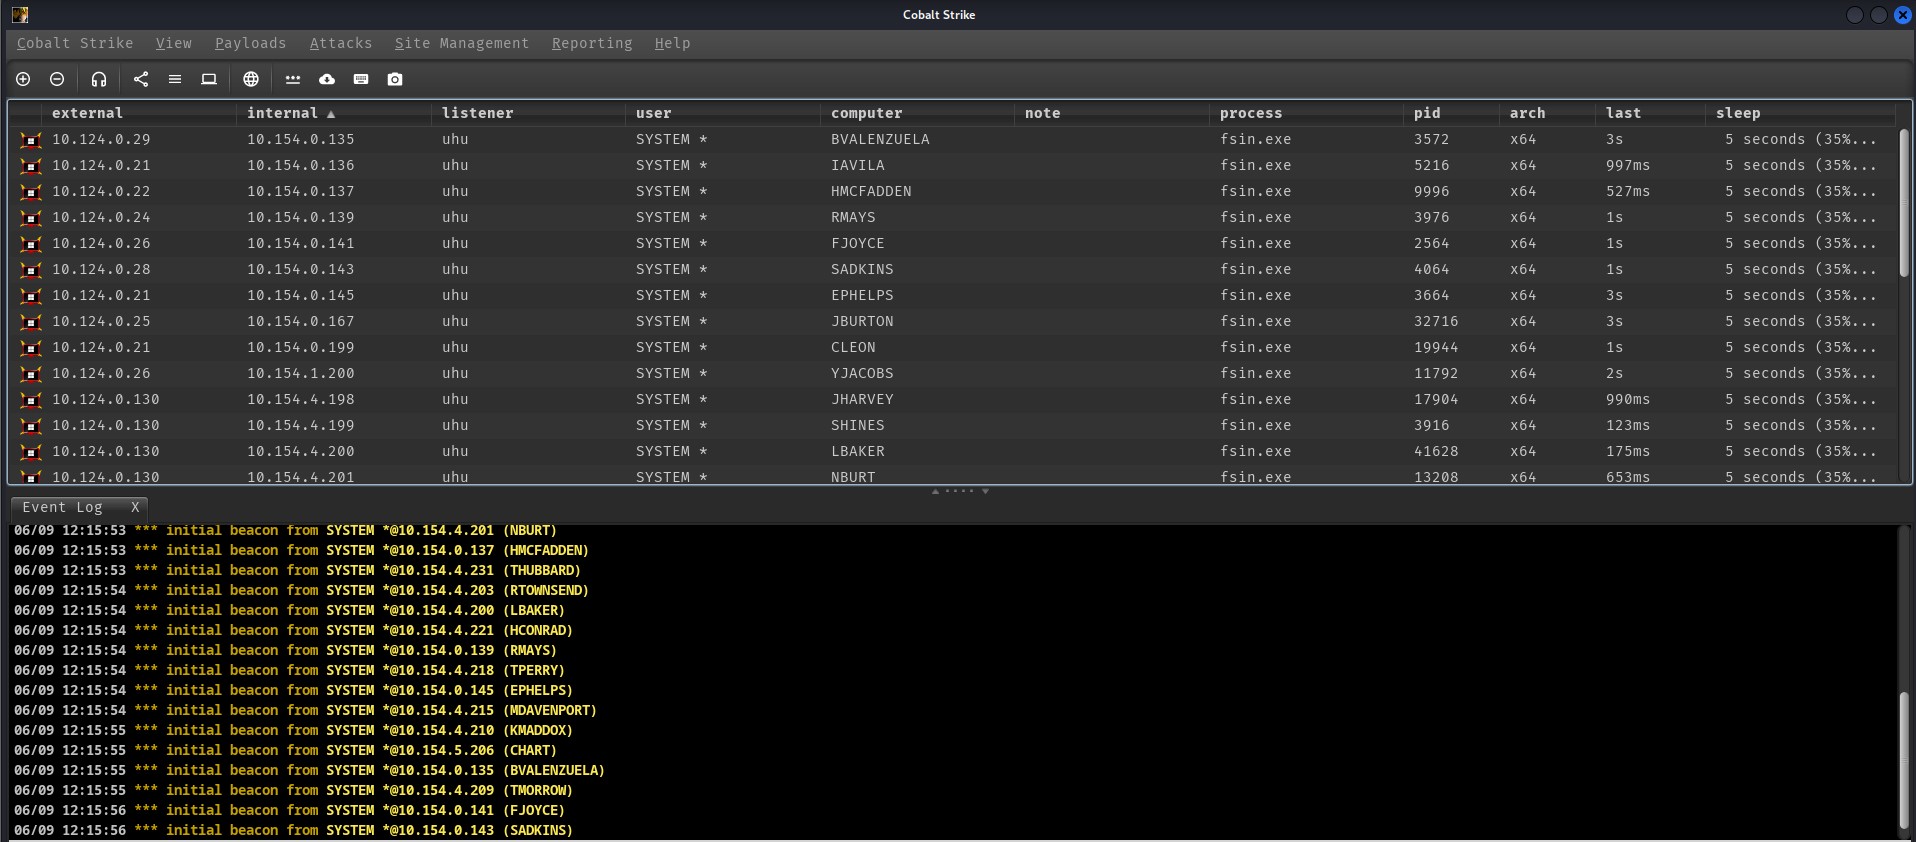 Cobalt Strike
Cobalt Strike View Payloads Attacks Site Management Reporting Help
external internal ▲ listener user computer note process pid arch last sleep
10.124.0.29 10.154.0.135 uhu SYSTEM * BVALENZUELA fsin.exe 3572 x64 3s 5 seconds (35%...
10.124.0.21 10.154.0.136 uhu SYSTEM * IAVILA fsin.exe 5216 x64 997ms 5 seconds (35%...
10.124.0.22 10.154.0.137 uhu SYSTEM * HMCFADDEN fsin.exe 9996 x64 527ms 5 seconds (35%...
10.124.0.24 10.154.0.139 uhu SYSTEM * RMAYS fsin.exe 3976 x64 1s 5 seconds (35%...
10.124.0.26 10.154.0.141 uhu SYSTEM * FJOYCE fsin.exe 2564 x64 1s 5 seconds (35%...
10.124.0.28 10.154.0.143 uhu SYSTEM * SADKINS fsin.exe 4064 x64 1s 5 seconds (35%...
10.124.0.21 10.154.0.145 uhu SYSTEM * EPHELPS fsin.exe 3664 x64 3s 5 seconds (35%...
10.124.0.25 10.154.0.167 uhu SYSTEM * JBURTON fsin.exe 32716 x64 3s 5 seconds (35%...
10.124.0.21 10.154.0.199 uhu SYSTEM * CLEON fsin.exe 19944 x64 1s 5 seconds (35%...
10.124.0.26 10.154.1.200 uhu SYSTEM * YJACOBS fsin.exe 11792 x64 2s 5 seconds (35%...
10.124.0.130 10.154.4.198 uhu SYSTEM * JHARVEY fsin.exe 17904 x64 990ms 5 seconds (35%...
10.124.0.130 10.154.4.199 uhu SYSTEM * SHINES fsin.exe 3916 x64 123ms 5 seconds (35%...
10.124.0.130 10.154.4.200 uhu SYSTEM * LBAKER fsin.exe 41628 x64 175ms 5 seconds (35%...
10.124.0.130 10.154.4.201 uhu SYSTEM * NBURT fsin.exe 13208 x64 653ms 5 seconds (35%...
Event Log X
06/09 12:15:53 *** initial beacon from SYSTEM *@10.154.4.201 (NBURT)
06/09 12:15:53 *** initial beacon from SYSTEM *@10.154.0.137 (HMCFADDEN)
06/09 12:15:53 *** initial beacon from SYSTEM *@10.154.4.231 (THUBBARD)
06/09 12:15:54 *** initial beacon from SYSTEM *@10.154.4.203 (RTOWNSEND)
06/09 12:15:54 *** initial beacon from SYSTEM *@10.154.4.200 (LBAKER)
06/09 12:15:54 *** initial beacon from SYSTEM *@10.154.4.221 (HCONRAD)
06/09 12:15:54 *** initial beacon from SYSTEM *@10.154.0.139 (RMAYS)
06/09 12:15:54 *** initial beacon from SYSTEM *@10.154.4.218 (TPERRY)
06/09 12:15:54 *** initial beacon from SYSTEM *@10.154.0.145 (EPHELPS)
06/09 12:15:54 *** initial beacon from SYSTEM *@10.154.4.215 (MDAVENPORT)
06/09 12:15:55 *** initial beacon from SYSTEM *@10.154.4.210 (KMADDOX)
06/09 12:15:55 *** initial beacon from SYSTEM *@10.154.5.206 (CHART)
06/09 12:15:55 *** initial beacon from SYSTEM *@10.154.0.135 (BVALENZUELA)
06/09 12:15:55 *** initial beacon from SYSTEM *@10.154.4.209 (TMORROW)
06/09 12:15:56 *** initial beacon from SYSTEM *@10.154.0.141 (FJOYCE)
06/09 12:15:56 *** initial beacon from SYSTEM *@10.154.0.143 (SADKINS)